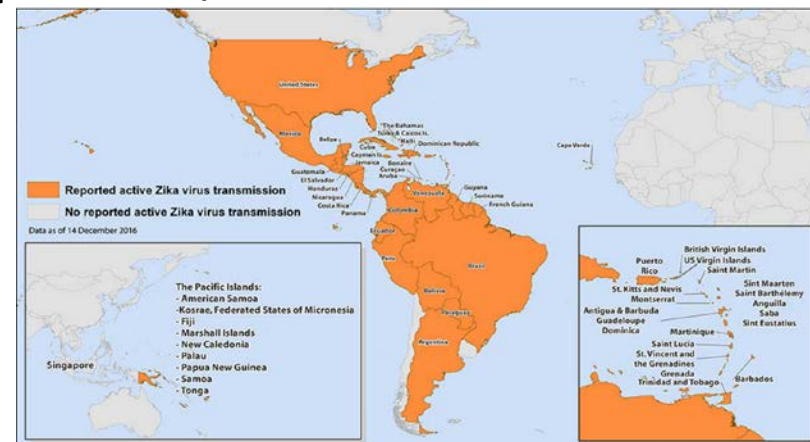 United States
Mexico
Belize
*The Bahamas
Turks & Caicos Is.
Haiti
Dominican Republic
Cuba
Cayman Is.
Jamaica
Bonaire
Curaçao
Aruba
Cape Verde
Guatemala
El Salvador
Honduras
Nicaragua
Costa Rica
Panama
Venezuela
Guyana
Suriname
French Guiana
Colombia
Ecuador
Peru
Brazil
Bolivia
Paraguay
Argentina
Reported active Zika virus transmission
No reported active Zika virus transmission
Data as of 14 December 2016
The Pacific Islands:
- American Samoa
-Kosrae, Federated States of Micronesia
- Fiji
- Marshall Islands
- New Caledonia
- Palau
- Papua New Guinea
- Samoa
- Tonga
Singapore
British Virgin Islands
US Virgin Islands
Saint Martin
Puerto
Rico
St. Kitts and Nevis
Montserrat
Sint Maarten
Saint Barthélemy
Anguilla
Saba
Sint Eustatius
Antigua & Barbuda
Guadeloupe
Dominica
Martinique
Saint Lucia
St. Vincent and
the Grenadines
Grenada
Trinidad and Tobago
Barbados